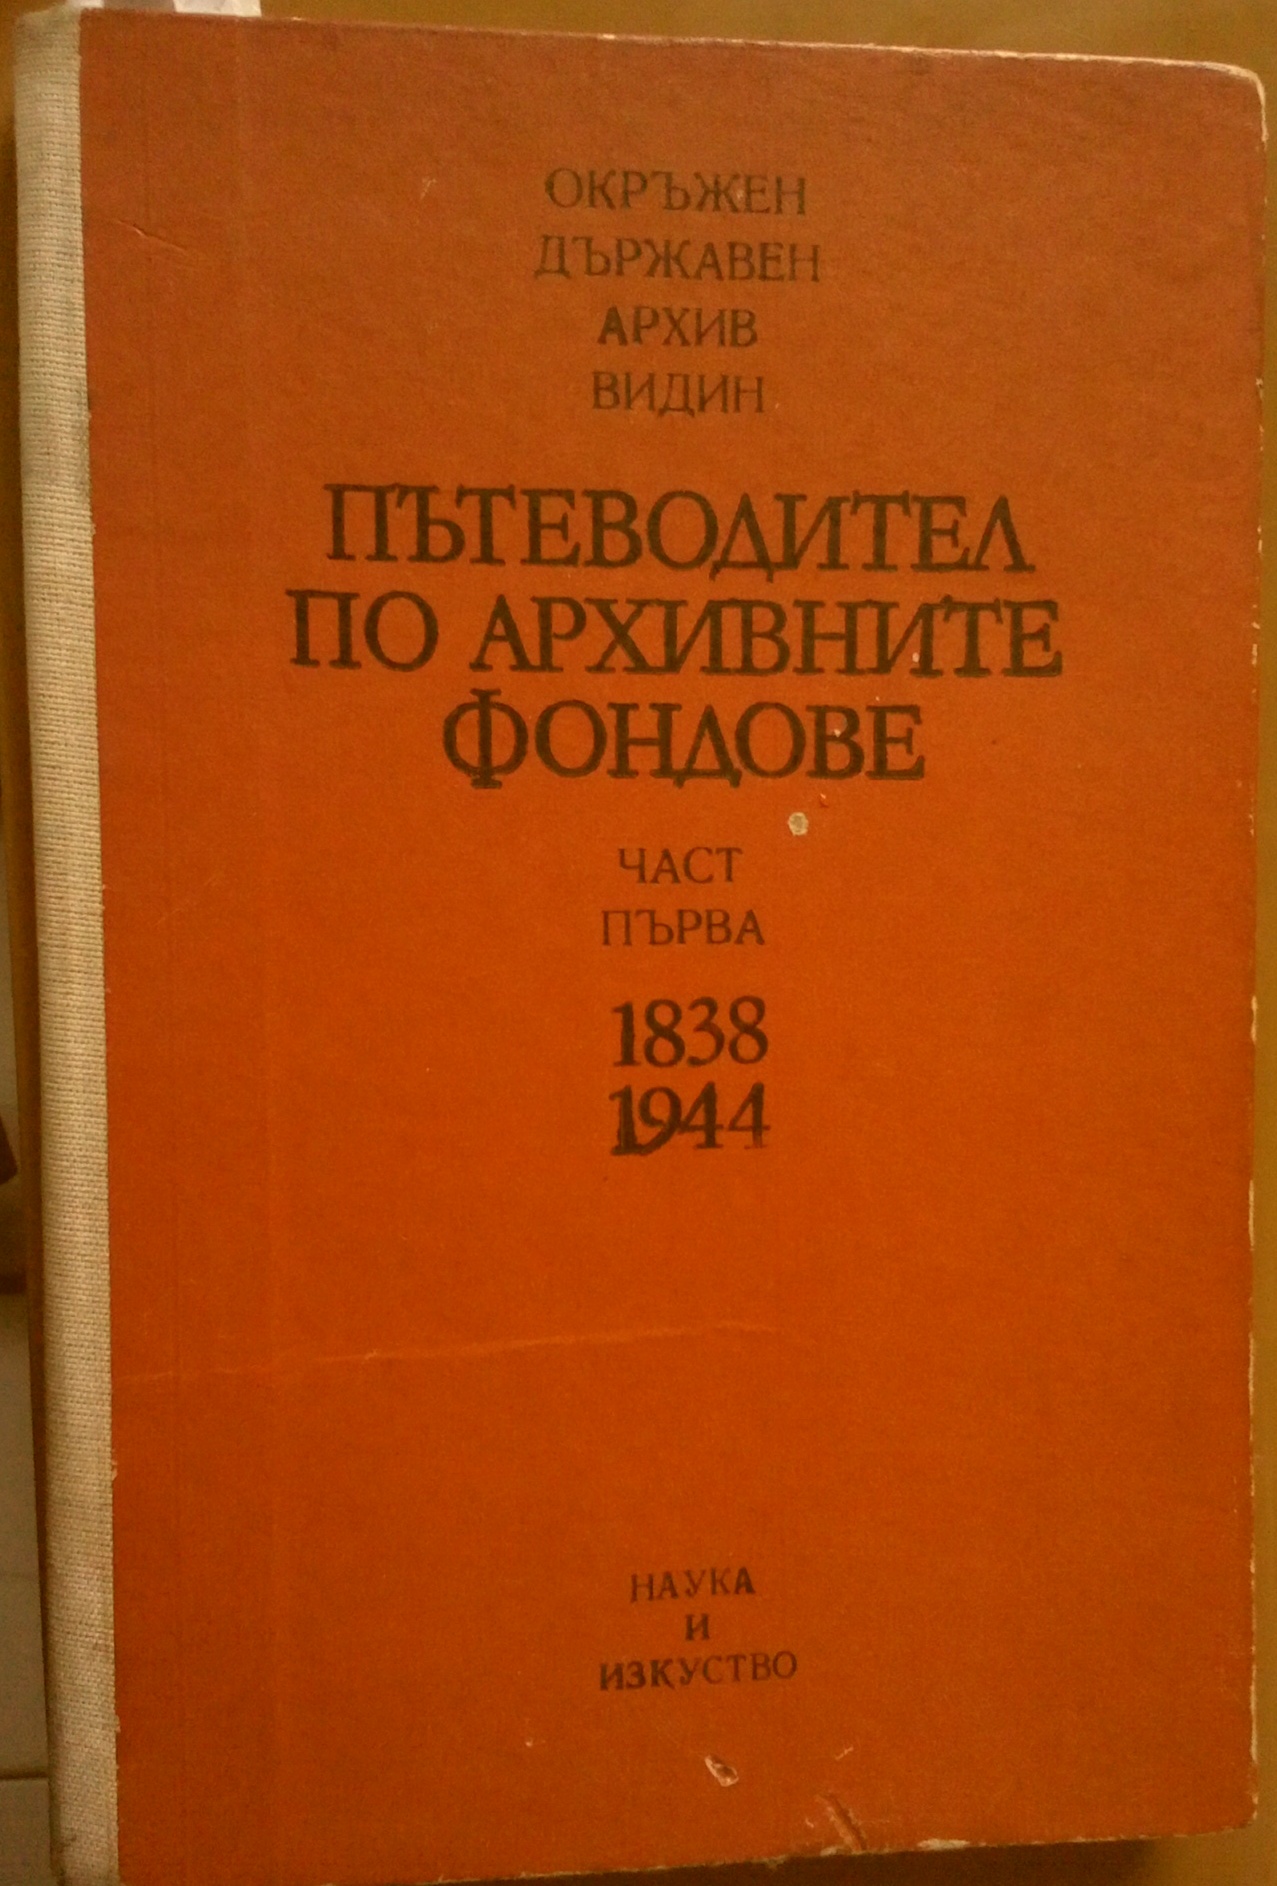 ОКРЪЖЕН
ДЪРЖАВЕН
АРХИВ
ВИДИН
ПЪТЕВОДИТЕЛ
ПО АРХИВНИТЕ
ФОНДОВЕ
ЧАСТ
ПЪРВА
1838
1944
НАУКА
И
ИЗКУСТВО